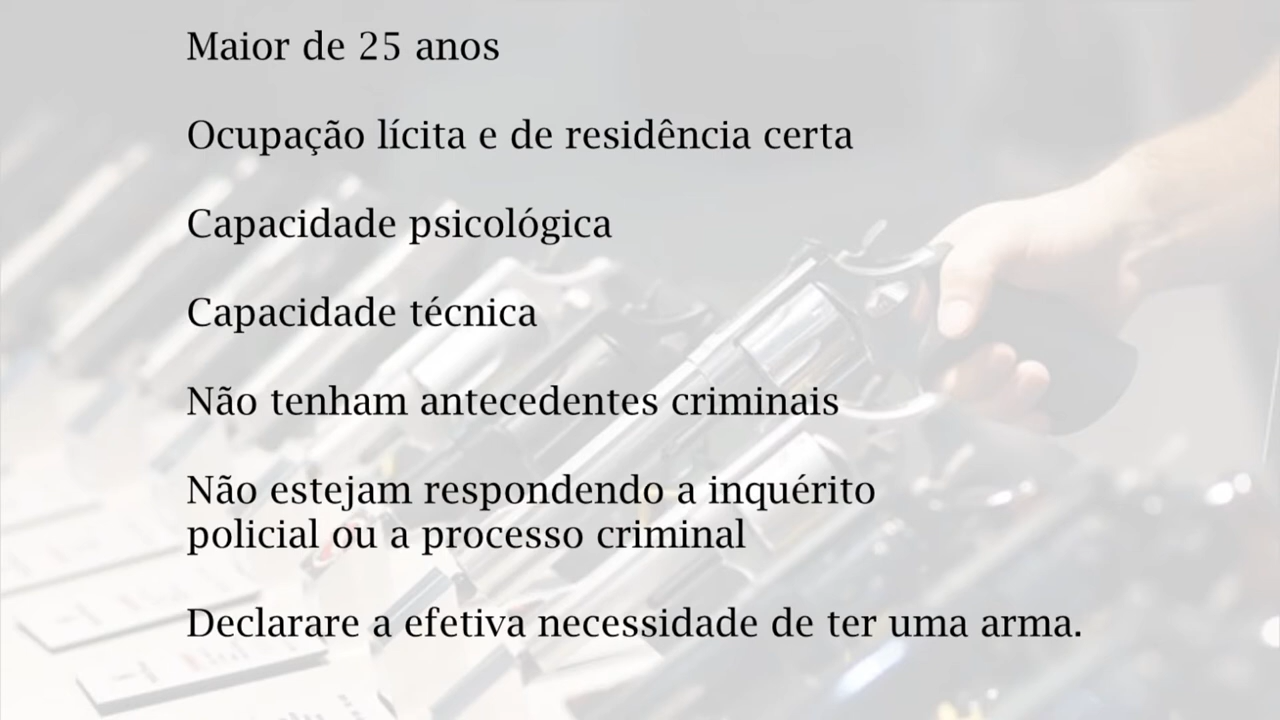 Maior de 25 anos
Ocupação lícita e de residência certa
Capacidade psicológica
Capacidade técnica
Não tenham antecedentes criminais
Não estejam respondendo a inquérito
policial ou a processo criminal
Declarare a efetiva necessidade de ter uma arma.